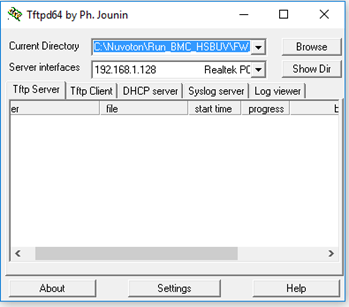 Tftpd64 by Ph. Jounin
Current Directory C:\Nuvoton\Run_BMC_HSBUV\FW\ Browse
Server interfaces 192.168.1.128 Realtek PC Show Dir
Tftp Server Tftp Client DHCP server Syslog server Log viewer
er file start time progress b
About Settings Help